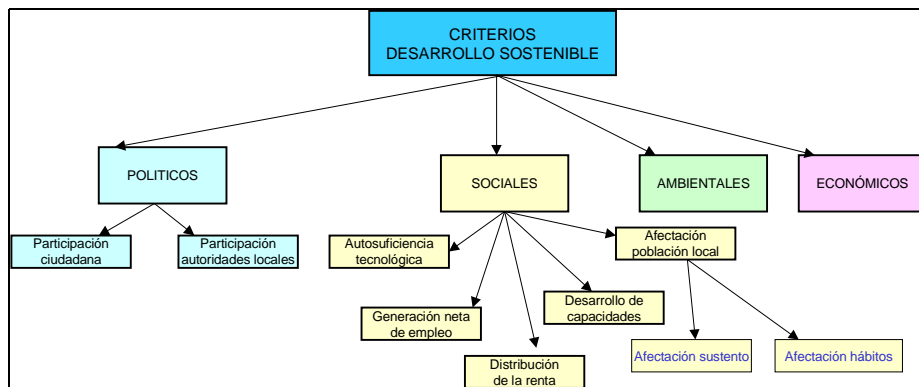 CRITERIOS
DESARROLLO SOSTENIBLE
POLITICOS
SOCIALES
AMBIENTALES
ECONÓMICOS
Participación
ciudadana
Participación
autoridades locales
Autosuficiencia
tecnológica
Afectación
población local
Generación neta
de empleo
Desarrollo de
capacidades
Distribución
de la renta
Afectación sustento
Afectación hábitos